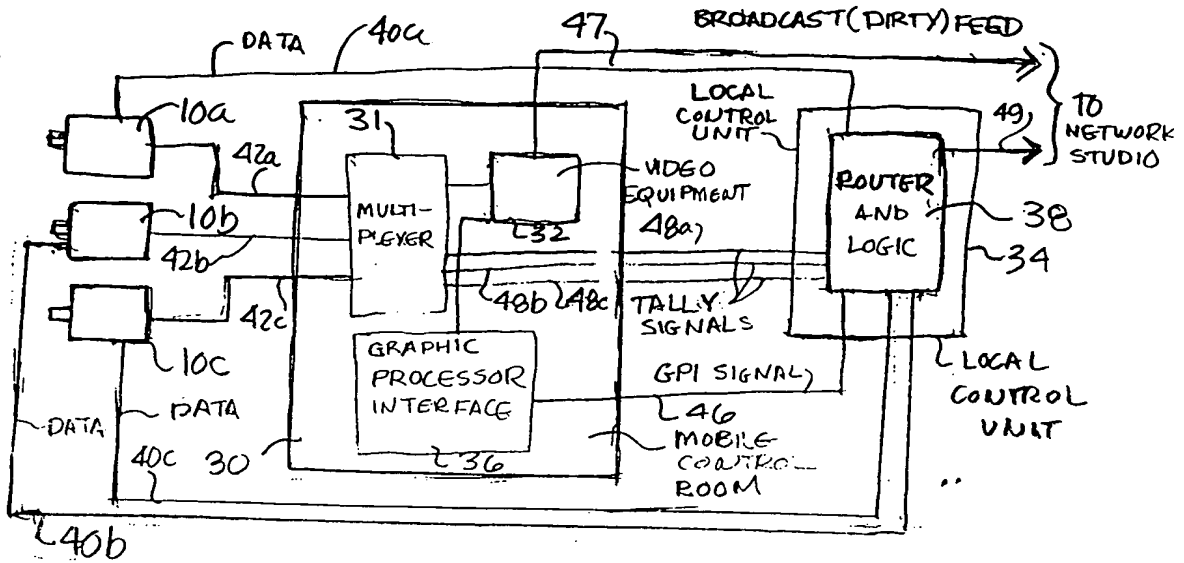 BROADCAST (DIRTY) FEED
47
DATA
40a
LOCAL
CONTROL
UNIT
49
TO
NETWORK
STUDIO
10a
31
42a
MULTI-
PLEYER
VIDEO
EQUIPMENT
32
ROUTER
AND
LOGIC
38
34
10b
42b
48a
48b
48c
TALLY
SIGNALS
42c
10c
GRAPHIC
PROCESSOR
INTERFACE
GPI SIGNAL
46
LOCAL
CONTROL
UNIT
DATA
DATA
30
36
MOBILE
CONTROL
ROOM
40c
40b